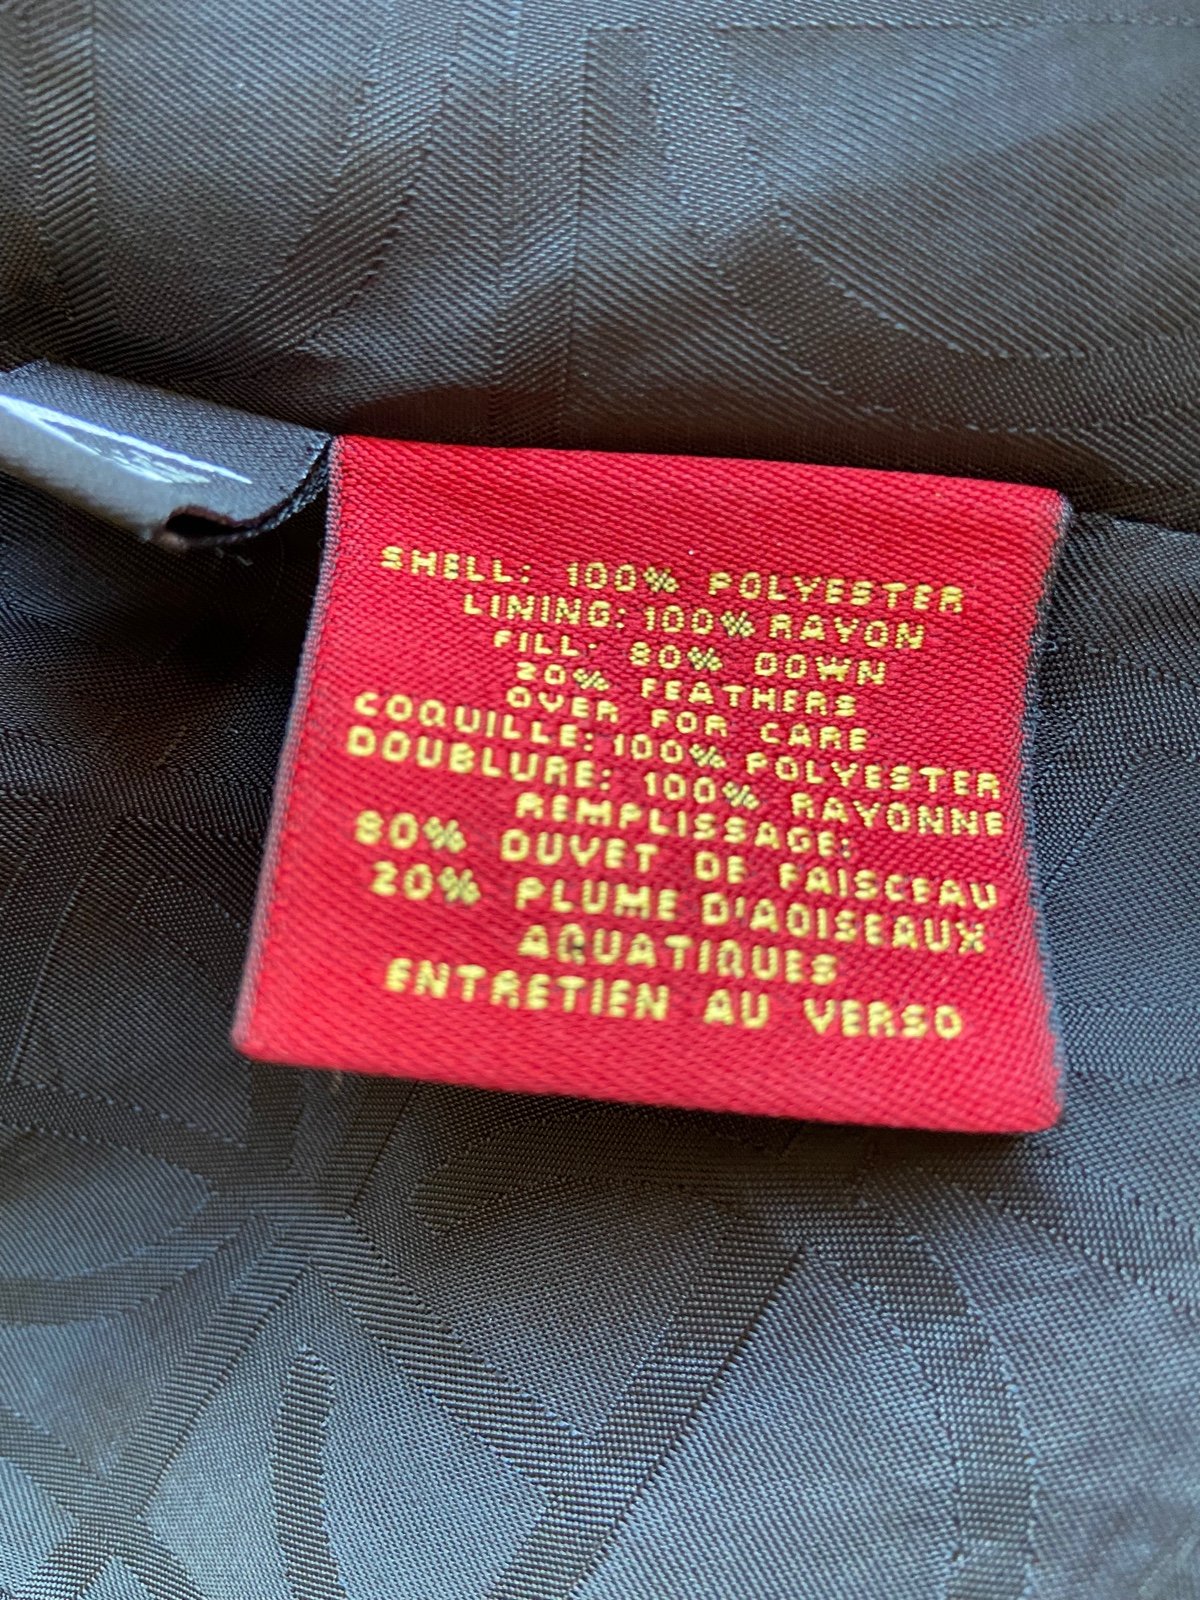 SHELL: 100% POLYESTER
LINING: 100% RAYON
FILL: 80% DOWN
20% FEATHERS
OVER FOR CARE
COQUILLE: 100% POLYESTER
DOUBLURE: 100% RAYONNE
REMPLISSAGE:
80% DUVET DE FAISCEAU
20% PLUME D'AOISEAUX
AQUATIQUES
ENTRETIEN AU VERSO